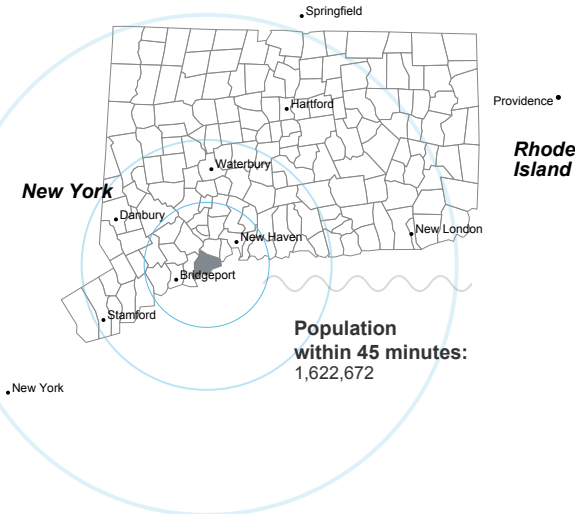 Springfield
Providence
Hartford
Rhode
Island
Waterbury
New York
Danbury
New London
New Haven
Bridgeport
Stamford
Population
within 45 minutes:
1,622,672
New York